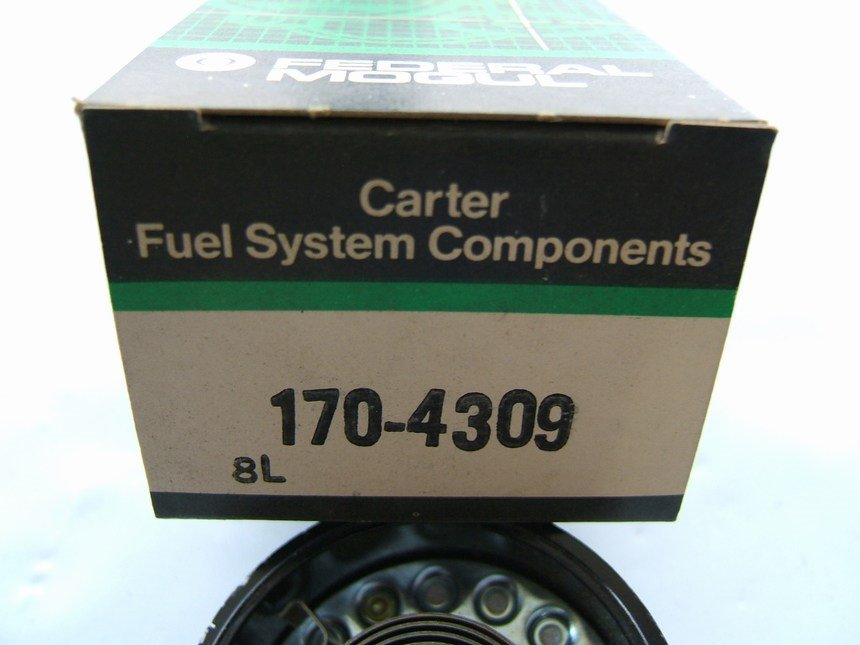 FEDERAL
MOGUL
Carter
Fuel System Components
170-4309
8L